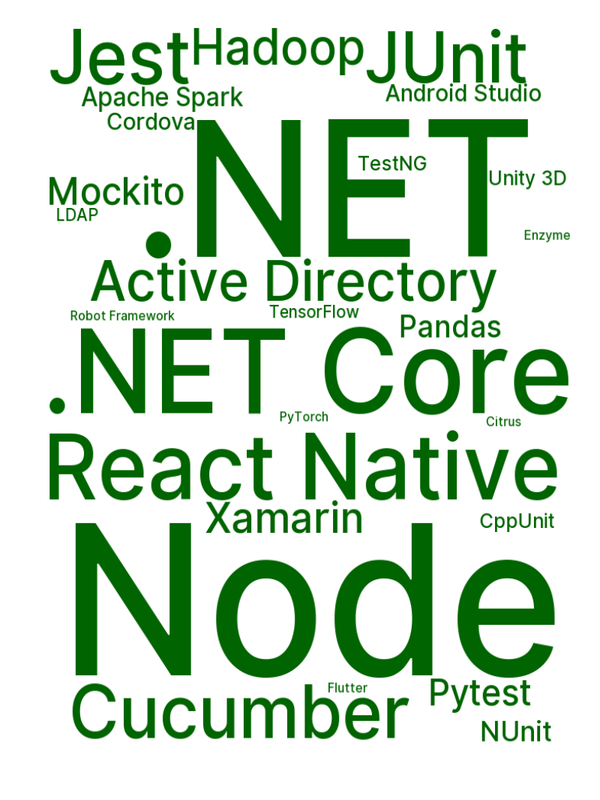 Jest Hadoop JUnit
Apache Spark Android Studio
Cordova
.NET
TestNG
Unity 3D
Mockito
LDAP
Enzyme
Active Directory
Robot Framework TensorFlow
Pandas
.NET Core
PyTorch Citrus
React Native
Xamarin CppUnit
Node
Cucumber Flutter Pytest
NUnit